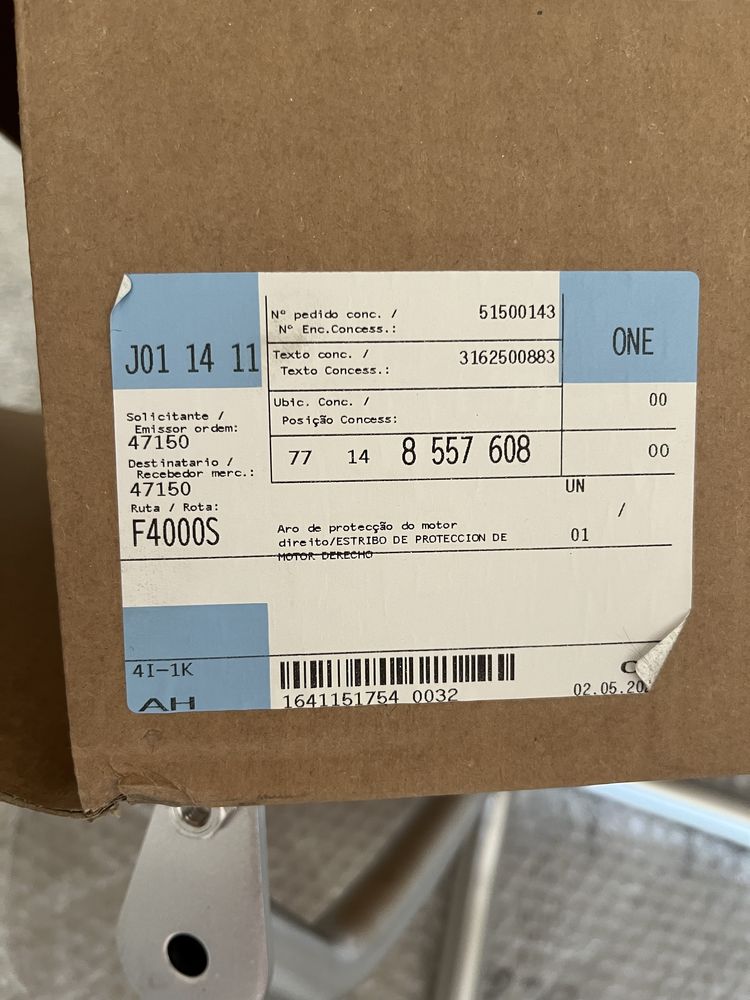 J01 14 11
Nº pedido conc. /
Nº Enc.Concess.:
51500143
ONE
Texto conc. /
Texto Concess.:
3162500883
Solicitante /
Emissor ordem:
47150
Ubic. Conc. /
Posição Concess:
00
Destinatario /
Recebedor merc.:
47150
77 14 8 557 608
00
Ruta / Rota:
F4000S
UN
/
01
Aro de protecção do motor
direito/ESTRIBO DE PROTECCION DE
MOTOR DERECHO
4I-1K
AH
1641151754 0032
02.05.20